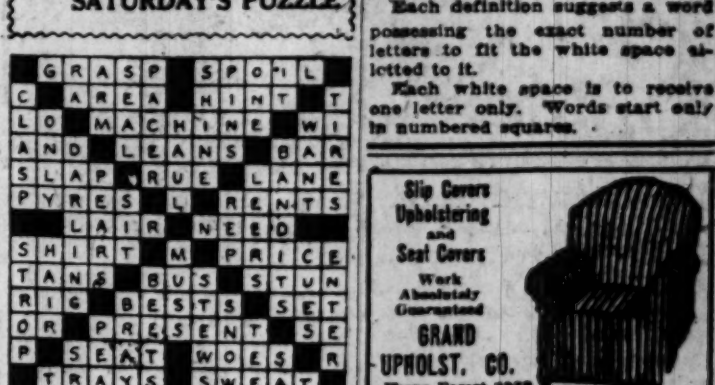 SATURDAY'S PUZZLE
GRASP SPOIL
C AREA HINT T
LO MACHINE WI
AND LEANS BAR
SLAP RUE LANE
PYRES L RENTS
LAIR NEED
SHIRT M PRICE
TANS BUS STUN
RIG BESTS SET
OR PRESENT SE
P SEAT WOES R
TRAYS SWEAT
Each definition suggests a word
possessing the exact number of
letters to fit the white space al-
lotted to it.
Each white space is to receive
one letter only. Words start only
in numbered squares.
Slip Covers
Upholstering
and
Seat Covers
Work
Absolutely
Guaranteed
GRAND
UPHOLST. CO.